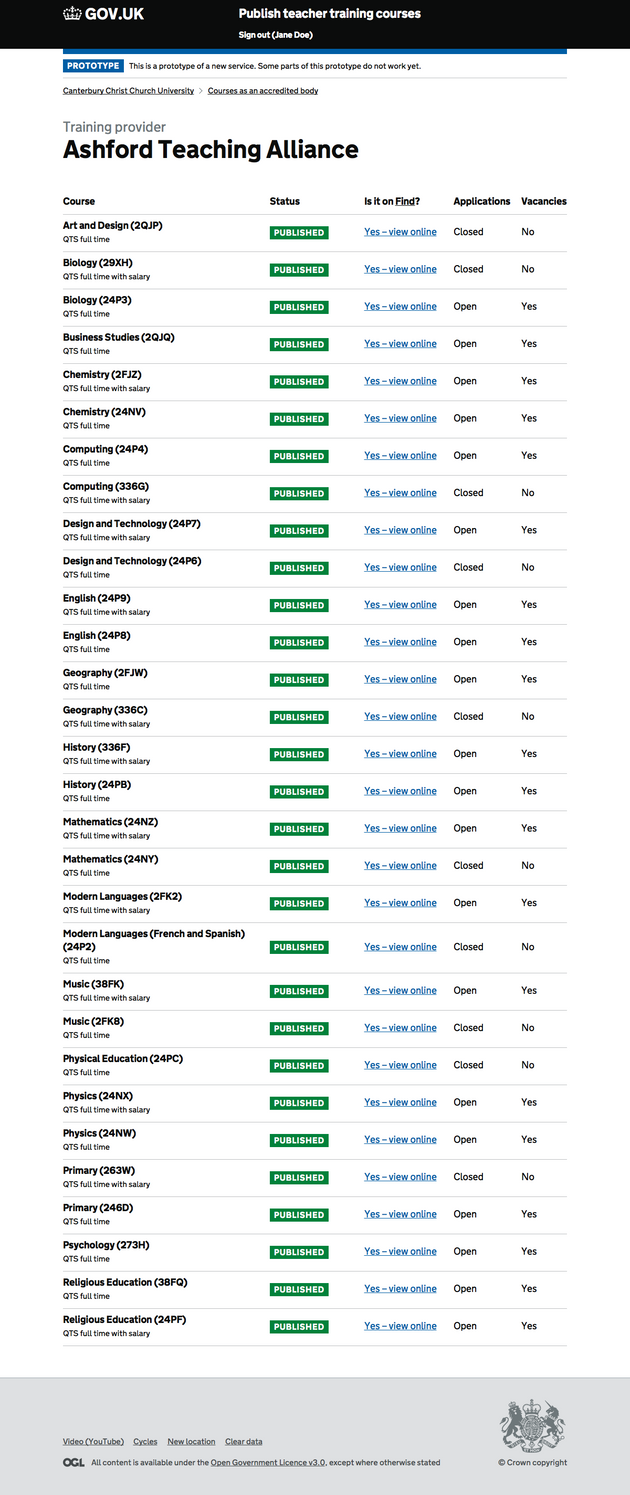 GOV.UK
Publish teacher training courses
Sign out (Jane Doe)
PROTOTYPE This is a prototype of a new service. Some parts of this prototype do not work yet.
Canterbury Christ Church University > Courses as an accredited body
Training provider
Ashford Teaching Alliance
Course Status Is it on Find? Applications Vacancies
Art and Design (2QJP)
QTS full time
PUBLISHED Yes – view online Closed No
Biology (29XH)
QTS full time with salary
PUBLISHED Yes – view online Closed No
Biology (24P3)
QTS full time
PUBLISHED Yes – view online Open Yes
Business Studies (2QJQ)
QTS full time
PUBLISHED Yes – view online Open Yes
Chemistry (2FJZ)
QTS full time with salary
PUBLISHED Yes – view online Open Yes
Chemistry (24NV)
QTS full time
PUBLISHED Yes – view online Open Yes
Computing (24P4)
QTS full time
PUBLISHED Yes – view online Open Yes
Computing (336G)
QTS full time with salary
PUBLISHED Yes – view online Closed No
Design and Technology (24P7)
QTS full time with salary
PUBLISHED Yes – view online Open Yes
Design and Technology (24P6)
QTS full time
PUBLISHED Yes – view online Closed No
English (24P9)
QTS full time with salary
PUBLISHED Yes – view online Open Yes
English (24P8)
QTS full time
PUBLISHED Yes – view online Open Yes
Geography (2FJW)
QTS full time
PUBLISHED Yes – view online Open Yes
Geography (336C)
QTS full time with salary
PUBLISHED Yes – view online Closed No
History (336F)
QTS full time with salary
PUBLISHED Yes – view online Open Yes
History (24PB)
QTS full time
PUBLISHED Yes – view online Open Yes
Mathematics (24NZ)
QTS full time with salary
PUBLISHED Yes – view online Open Yes
Mathematics (24NY)
QTS full time
PUBLISHED Yes – view online Closed No
Modern Languages (2FK2)
QTS full time with salary
PUBLISHED Yes – view online Open Yes
Modern Languages (French and Spanish)
(24P2)
QTS full time
PUBLISHED Yes – view online Closed No
Music (38FK)
QTS full time with salary
PUBLISHED Yes – view online Open Yes
Music (2FK8)
QTS full time
PUBLISHED Yes – view online Closed No
Physical Education (24PC)
QTS full time
PUBLISHED Yes – view online Closed No
Physics (24NX)
QTS full time with salary
PUBLISHED Yes – view online Open Yes
Physics (24NW)
QTS full time
PUBLISHED Yes – view online Open Yes
Primary (263W)
QTS full time with salary
PUBLISHED Yes – view online Closed No
Primary (246D)
QTS full time
PUBLISHED Yes – view online Open Yes
Psychology (273H)
QTS full time
PUBLISHED Yes – view online Open Yes
Religious Education (38FQ)
QTS full time
PUBLISHED Yes – view online Open Yes
Religious Education (24PF)
QTS full time with salary
PUBLISHED Yes – view online Open Yes
Video (YouTube) Cycles New location Clear data
OGL All content is available under the Open Government Licence v3.0, except where otherwise stated
© Crown copyright